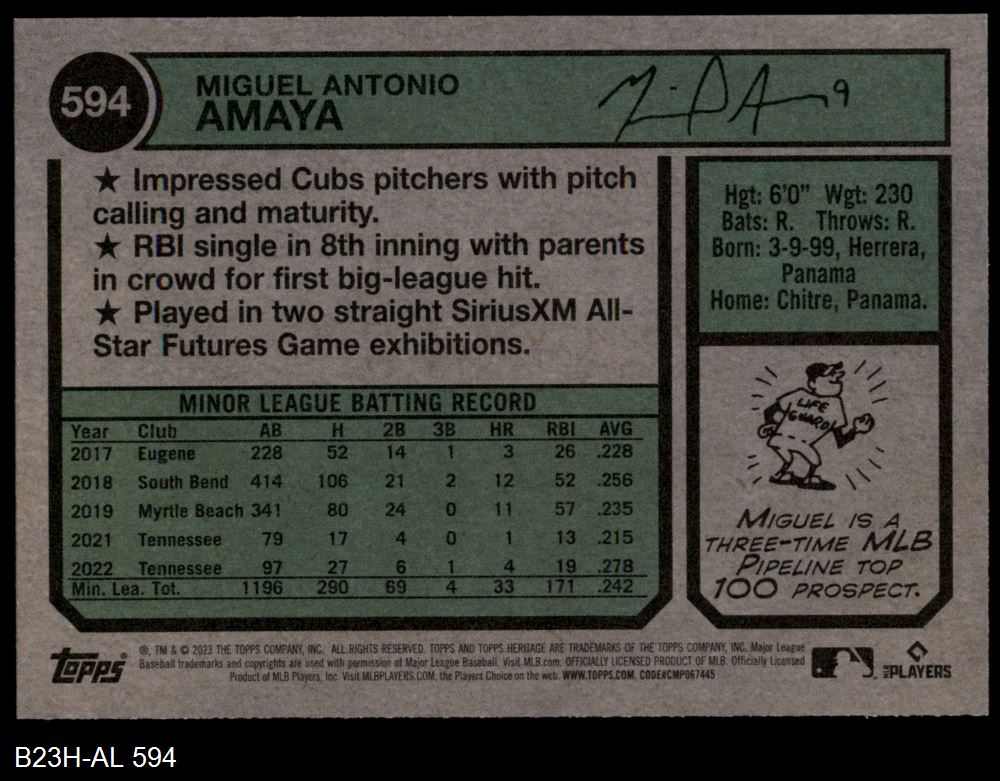 594
MIGUEL ANTONIO
AMAYA
9
★ Impressed Cubs pitchers with pitch
calling and maturity.
★ RBI single in 8th inning with parents
in crowd for first big-league hit.
★ Played in two straight SiriusXM All-
Star Futures Game exhibitions.
Hgt: 6'0" Wgt: 230
Bats: R. Throws: R.
Born: 3-9-99, Herrera,
Panama
Home: Chitre, Panama.
MINOR LEAGUE BATTING RECORD
Year Club AB H 2B 3B HR RBI AVG
2017 Eugene 228 52 14 1 3 26 .228
2018 South Bend 414 106 21 2 12 52 .256
2019 Myrtle Beach 341 80 24 0 11 57 .235
2021 Tennessee 79 17 4 0 1 13 .215
2022 Tennessee 97 27 6 1 4 19 .278
Min. Lea. Tot. 1196 290 69 4 33 171 .242
LIFE
GUARD
MIGUEL IS A
THREE-TIME MLB
PIPELINE TOP
100 PROSPECT.
TOPPS®
®, TM & © 2023 THE TOPPS COMPANY, INC. ALL RIGHTS RESERVED. TOPPS AND TOPPS HERITAGE ARE TRADEMARKS OF THE TOPPS COMPANY, INC. Major League
Baseball trademarks and copyrights are used with permission of Major League Baseball. Visit MLB.com. OFFICIALLY LICENSED PRODUCT OF MLB. Officially Licensed
Product of MLB Players, Inc. Visit MLBPLAYERS.COM, the Players Choice on the web. WWW.TOPPS.COM. CODE#CMP067445
MLB PLAYERS
B23H-AL 594